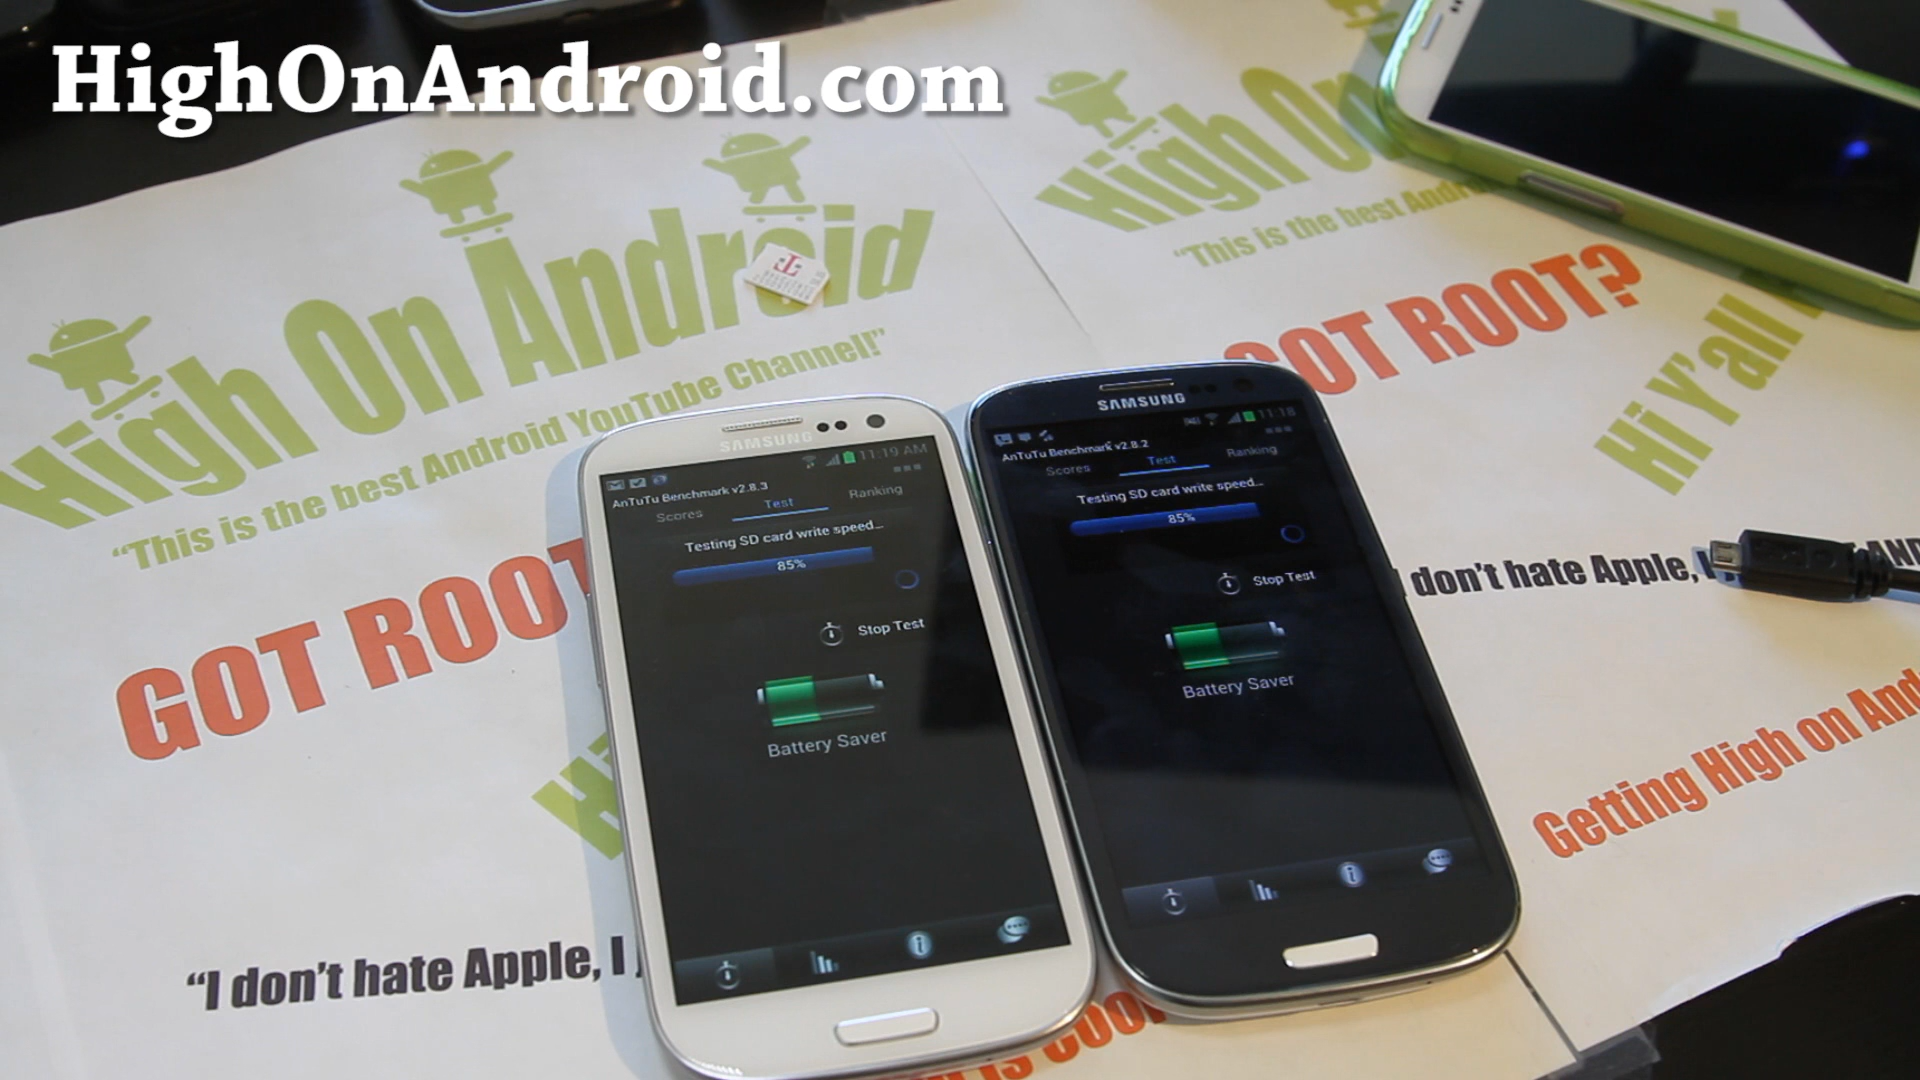 HighOnAndroid.com
High On Android
"This is the best Android YouTube Channel!"
GOT ROOT
"I don't hate Apple, I
High On
"This is the best
GOT ROOT?
Hi Y'all
don't hate Apple,
Getting High on
SAMSUNG
11:19 AM
AnTuTu Benchmark v2.8.3
Scores Test Ranking
Testing SD card write speed...
85%
Stop Test
Battery Saver
SAMSUNG
11:18
AnTuTu Benchmark v2.8.2
Scores Test Ranking
Testing SD card write speed...
85%
Stop Test
Battery Saver